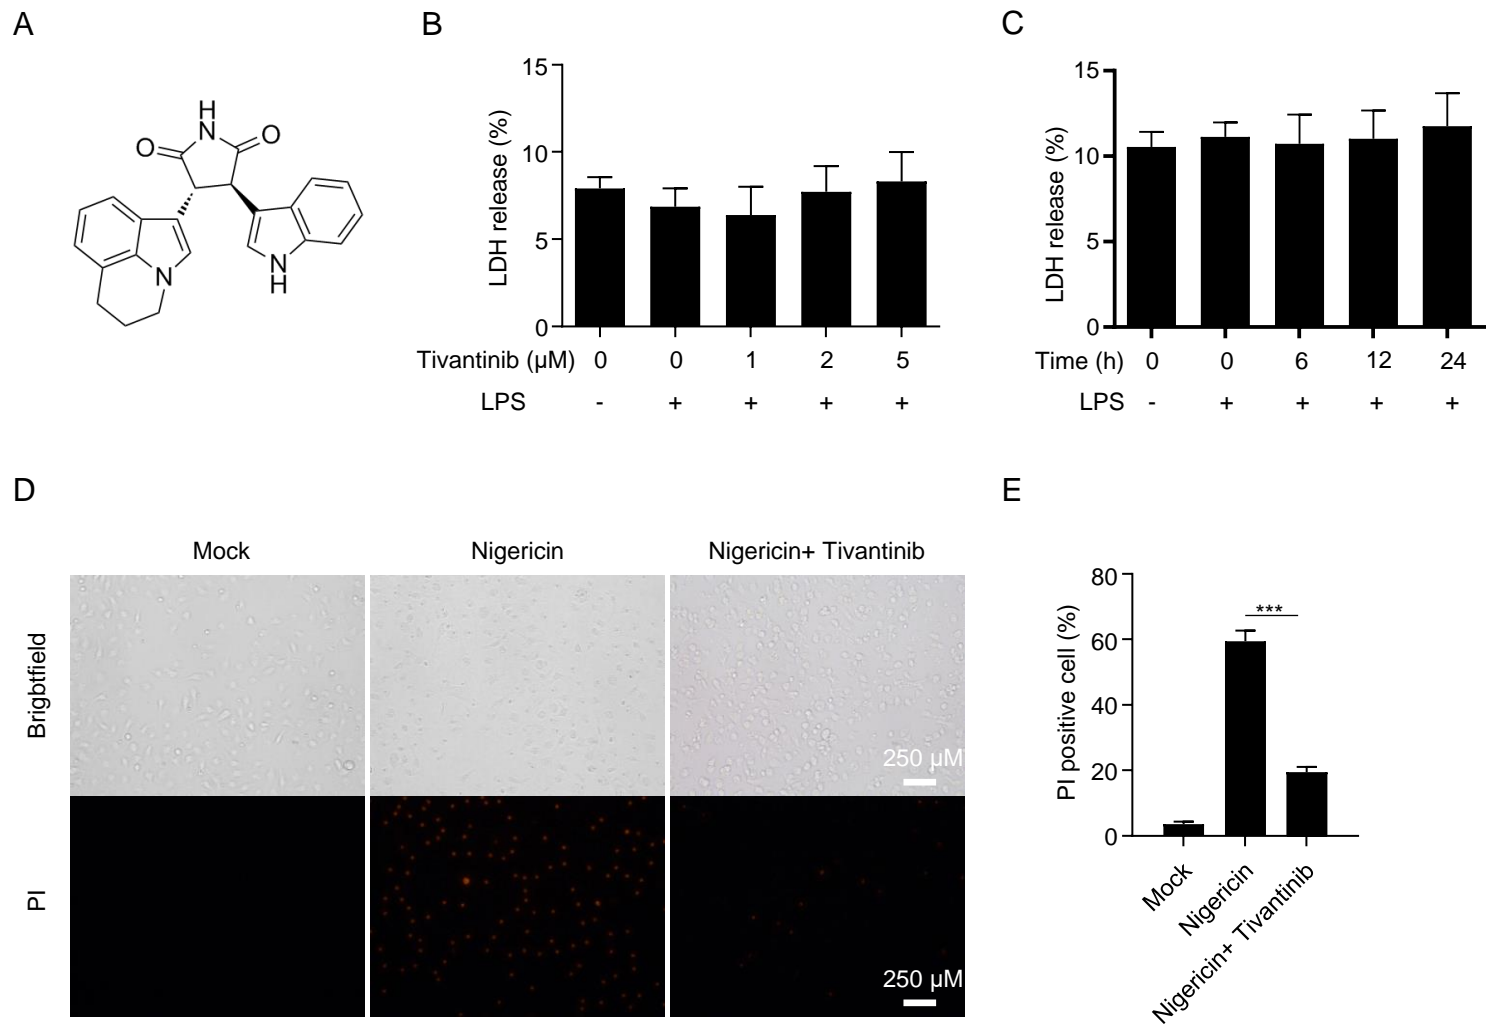 A
H
N
O
O
N
N
H
B
15
10
5
0
LDH release (%)
Tivantinib (µM) 0 0 1 2 5
LPS - + + + +
C
15
10
5
0
LDH release (%)
Time (h) 0 0 6 12 24
LPS - + + + +
D
Mock Nigericin Nigericin+ Tivantinib
Brigbtfield
250 µM
PI
250 µM
E
80
60
40
20
0
PI positive cell (%)
***
Mock
Nigericin
Nigericin+ Tivantinib